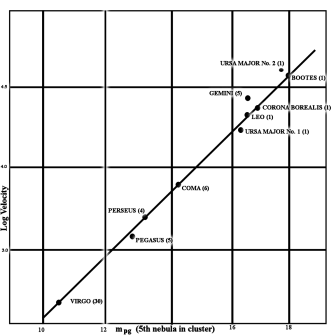 URSA MAJOR No. 2 (1)
BOOTES (1)
4.5
GEMINI (5)
CORONA BOREALIS (1)
LEO (1)
URSA MAJOR No. 1 (1)
4.0
COMA (6)
Log Velocity
PERSEUS (4)
PEGASUS (5)
3.0
VIRGO (30)
10 12 14 16 18
mpg (5th nebula in cluster)